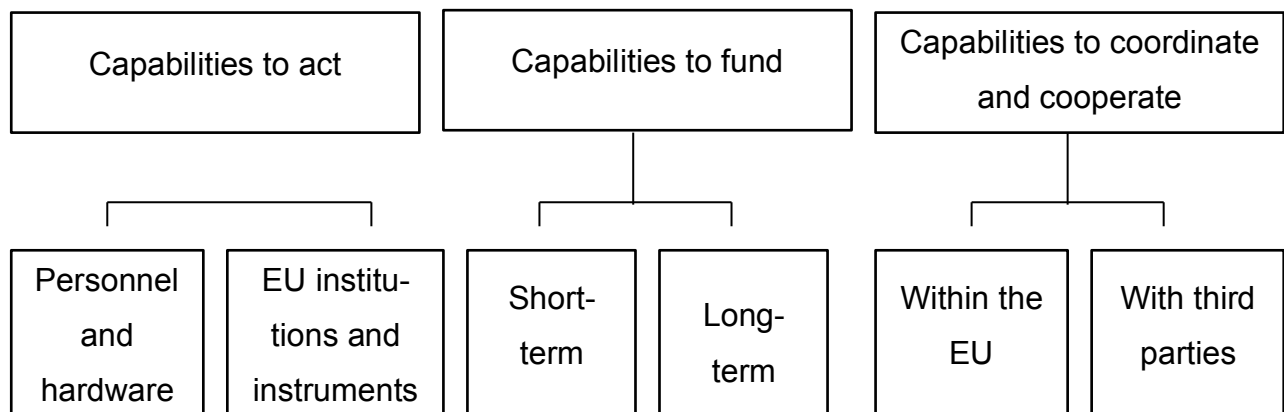 Capabilities to act
Capabilities to fund
Capabilities to coordinate
and cooperate
Personnel
and
hardware
EU institu-
tions and
instruments
Short-
term
Long-
term
Within the
EU
With third
parties